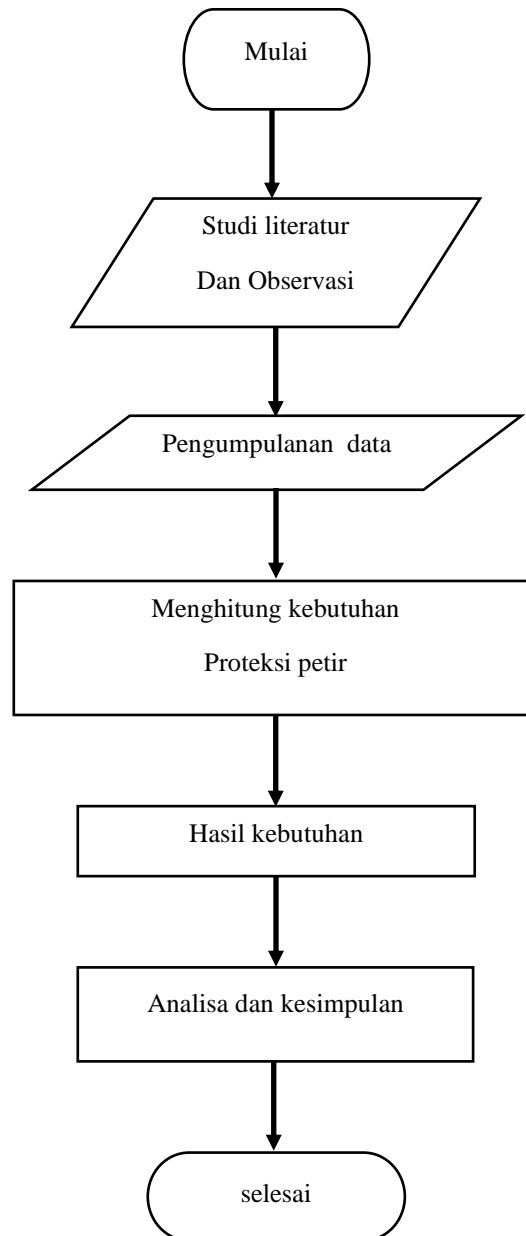 Mulai
Studi literatur
Dan Observasi
Pengumpulanan data
Menghitung kebutuhan
Proteksi petir
Hasil kebutuhan
Analisa dan kesimpulan
selesai